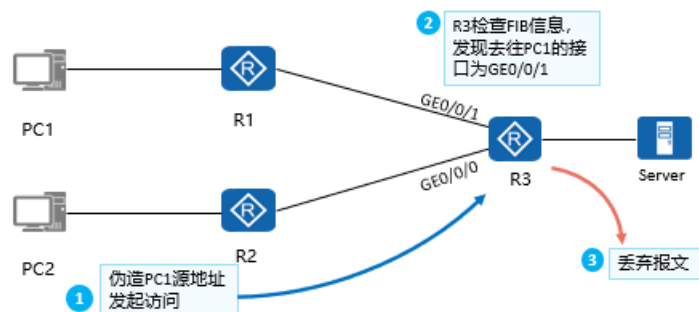 2
R3检查FIB信息,
发现去往PC1的接
口为GE0/0/1
R
PC1
R1
GE0/0/1
R
R3
Server
GE0/0/0
R
PC2
R2
1
伪造PC1源地址
发起访问
3
丢弃报文